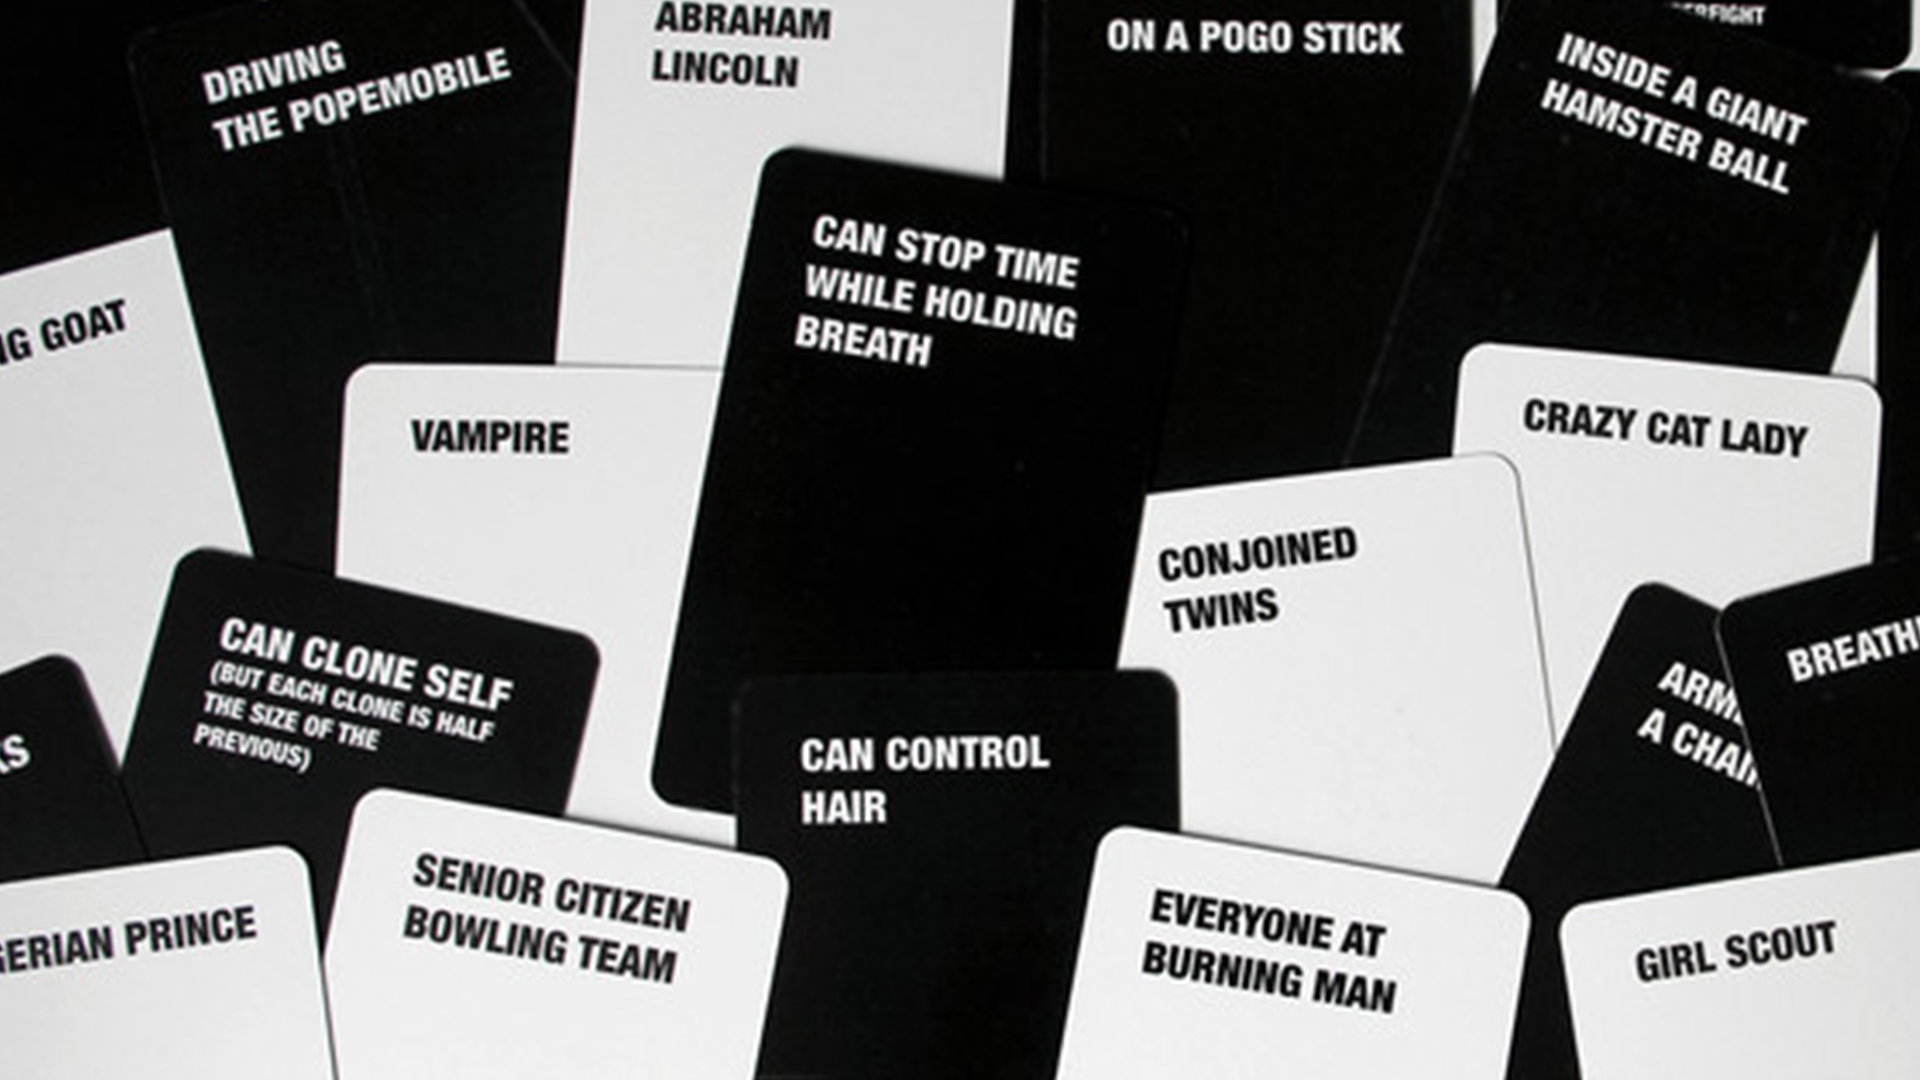 DRIVING
THE POPEMOBILE
ABRAHAM
LINCOLN
ON A POGO STICK
INSIDE A GIANT
HAMSTER BALL
CAN STOP TIME
WHILE HOLDING
BREATH
GOAT
VAMPIRE
CRAZY CAT LADY
CONJOINED
TWINS
CAN CLONE SELF
(BUT EACH CLONE IS HALF
THE SIZE OF THE
PREVIOUS)
CAN CONTROL
HAIR
A
PRINCE
SENIOR CITIZEN
BOWLING TEAM
EVERYONE AT
BURNING MAN
GIRL SCOUT